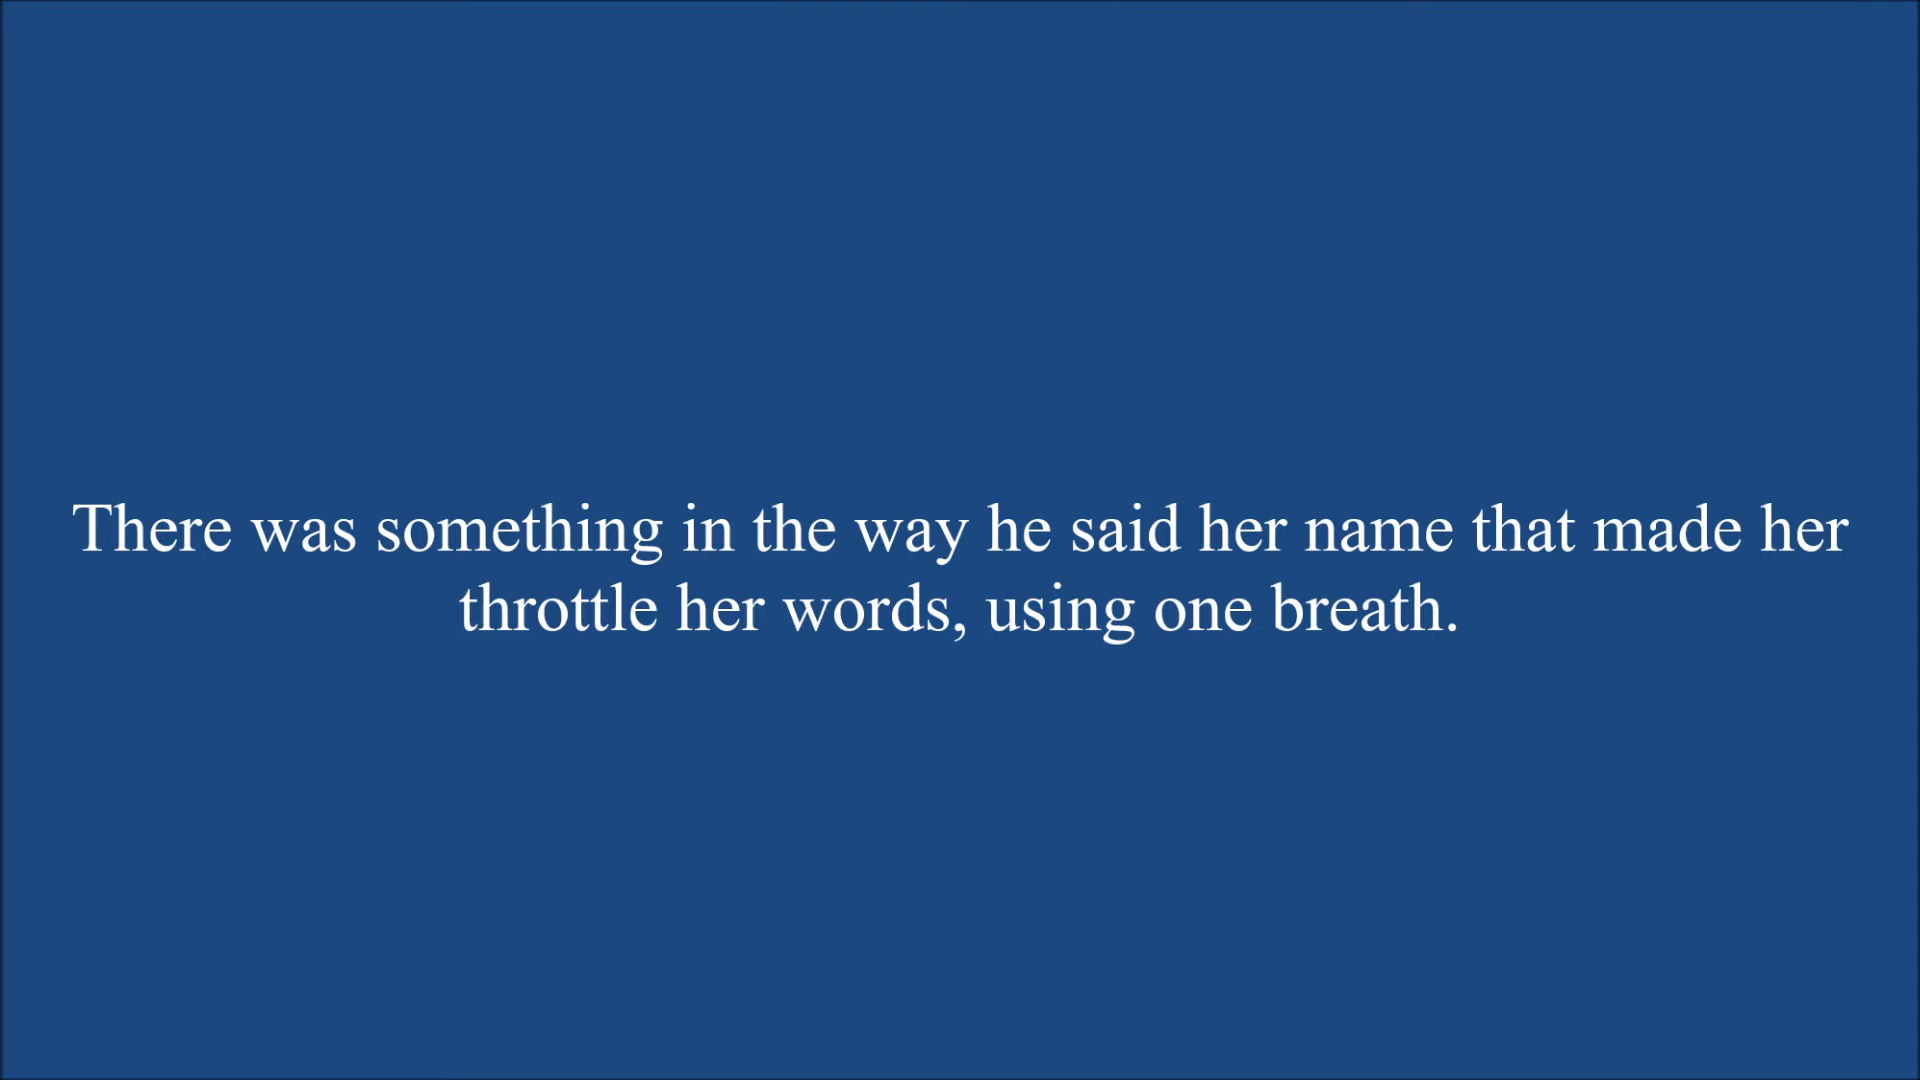 There was something in the way he said her name that made her
throttle her words, using one breath.